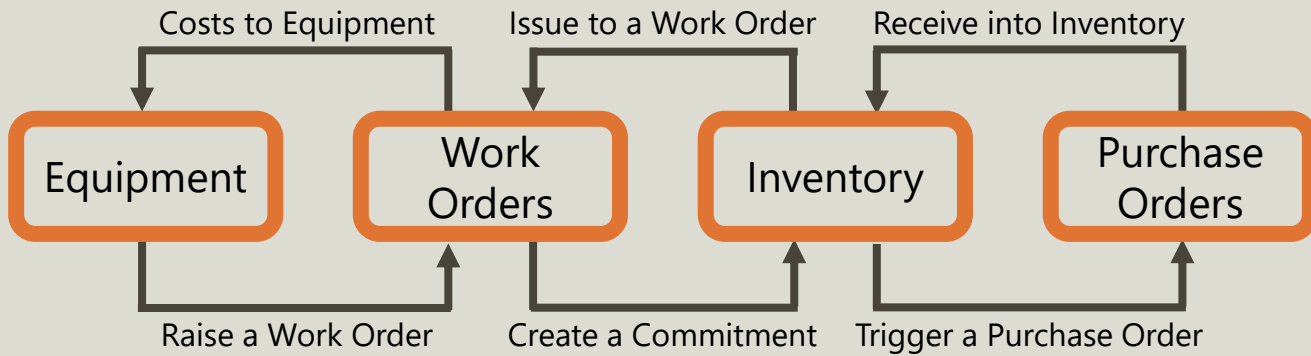 Costs to Equipment
Issue to a Work Order
Receive into Inventory
Equipment
Work
Orders
Inventory
Purchase
Orders
Raise a Work Order
Create a Commitment
Trigger a Purchase Order